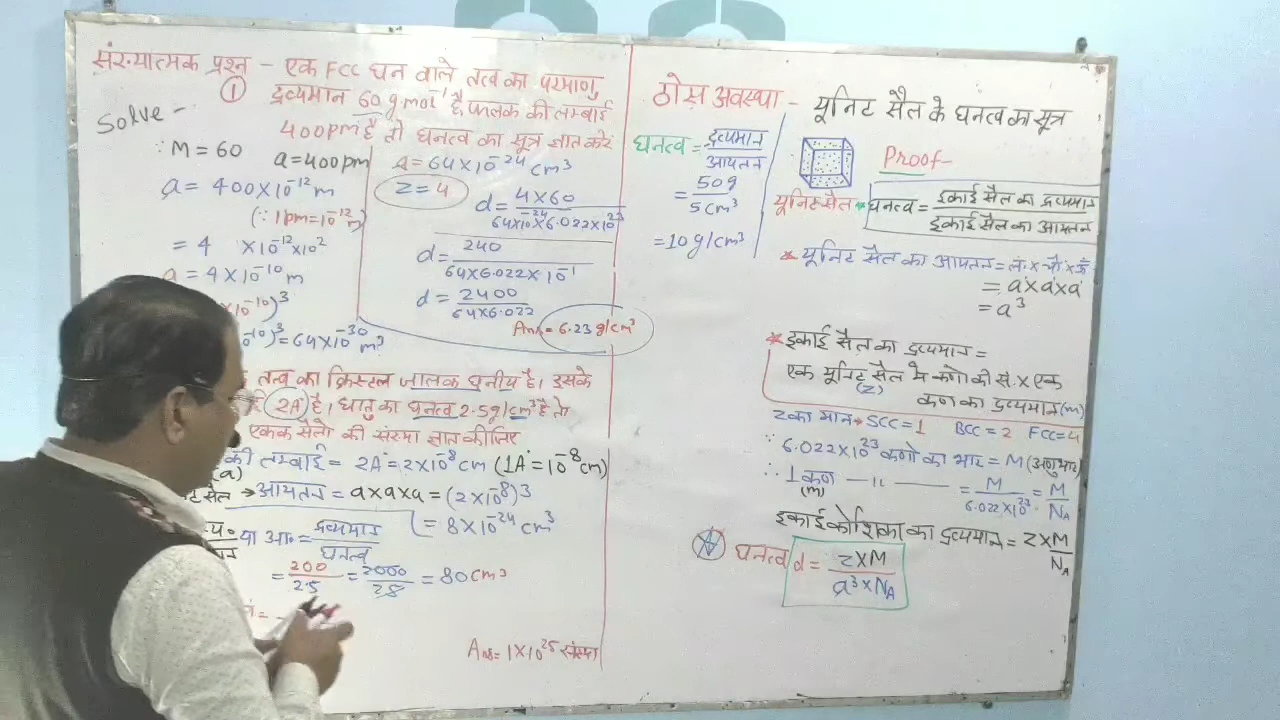 संख्यात्मक प्रश्न - एक FCC घन वाले तत्व का परमाणु
① द्रव्यमान 60 g mol⁻¹ है फलक की लम्बाई
400pm है तो घनत्व का सूत्र ज्ञात करे
Solve -
∵ M = 60 a = 400pm
a = 400×10⁻¹² m
(∵ 1pm = 10⁻¹² m)
= 4 ×10⁻¹²×10²
a = 4×10⁻¹⁰ m
×10⁻¹⁰)³
10⁻¹⁰)³ = 64×10⁻³⁰ m³
A = 64×10⁻²⁴ cm³
Z = 4
d = 4×60 / 64×10⁻²⁴×6.022×10²³
d = 240 / 64×6.022×10⁻¹
d = 2400 / 64×6.022
Ans = 6.23 g/cm³
तत्व का क्रिस्टल जालक घनीय है। इसके
2A° है। धातु का घनत्व 2.5g/cm³ है तो
एकक सेलो की संख्या ज्ञात कीजिए
की लम्बाई = 2A° = 2×10⁻⁸ cm (1A° = 10⁻⁸ cm)
(a)
सेल → आयतन = a×a×a = (2×10⁻⁸)³
= 8×10⁻²⁴ cm³
या आ॰ = द्रव्यमान / घनत्व
= 200 / 2.5 = 2000 / 25 = 80 cm³
Ans = 1×10²⁵ संख्या
ठोस अवस्था - यूनिट सैल के घनत्व का सूत्र
घनत्व = द्रव्यमान / आयतन
= 50g / 5 cm³
= 10 g/cm³
Proof-
यूनिट सैल * घनत्व = इकाई सैल का द्रव्यमान / इकाई सैल का आयतन
* यूनिट सैल का आयतन = लं॰ × चौ॰ × ऊँ
= a×a×a
= a³
* इकाई सैल का द्रव्यमान =
एक यूनिट सैल मे कणो की सं. × एक
(Z) कण का द्रव्यमान (m)
Z का मान → SCC = 1 BCC = 2 FCC = 4
∵ 6.022×10²³ कणो का भार = M (अणुभार)
∴ 1 कण —ıı— = M / 6.022×10²³ = M / NA
(m)
इकाई कोशिका का द्रव्यमान = Z×M / NA
घनत्व d = Z×M / a³×NA